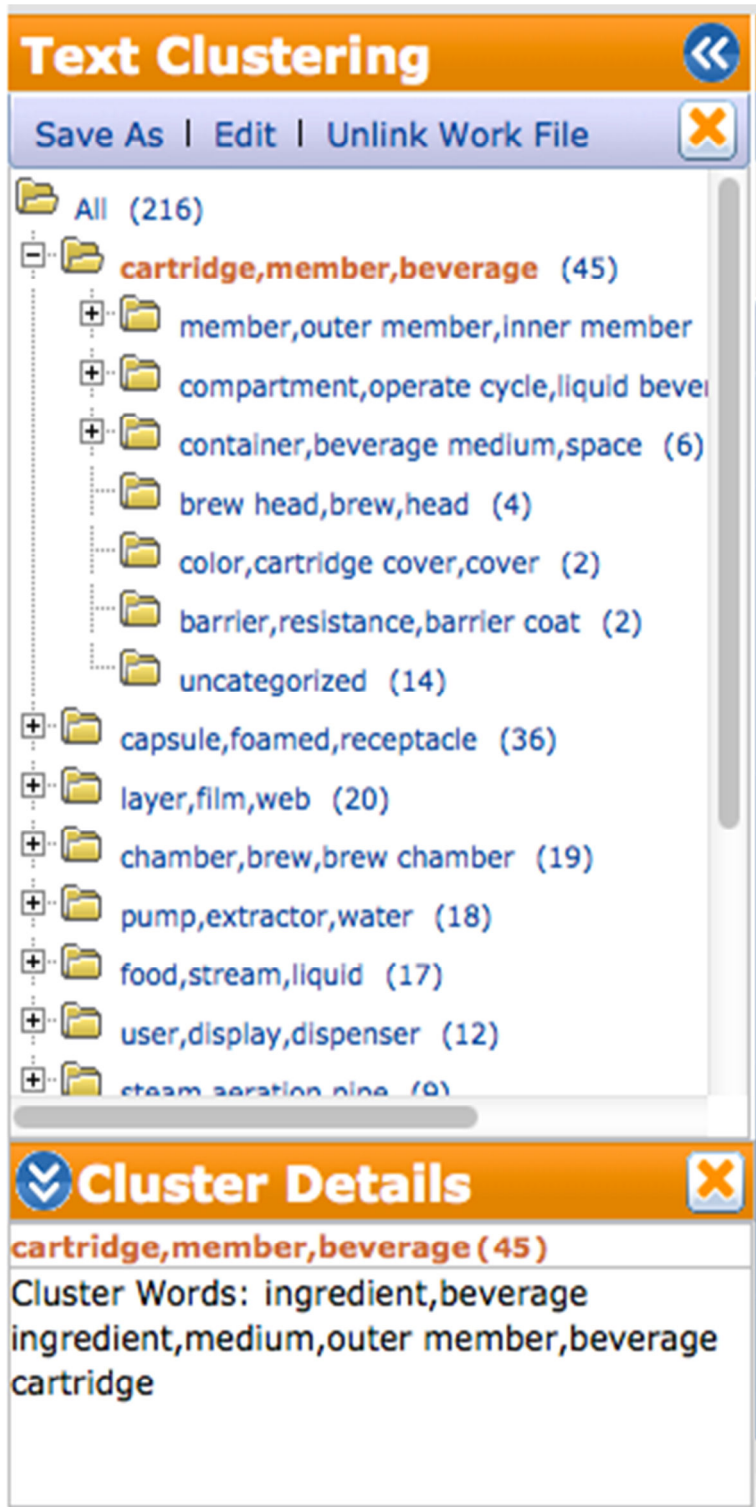 Text Clustering
Save As | Edit | Unlink Work File
All (216)
cartridge,member,beverage (45)
member,outer member,inner member
compartment,operate cycle,liquid bever
container,beverage medium,space (6)
brew head,brew,head (4)
color,cartridge cover,cover (2)
barrier,resistance,barrier coat (2)
uncategorized (14)
capsule,foamed,receptacle (36)
layer,film,web (20)
chamber,brew,brew chamber (19)
pump,extractor,water (18)
food,stream,liquid (17)
user,display,dispenser (12)
steam,aeration,pipe (9)
Cluster Details
cartridge,member,beverage(45)
Cluster Words: ingredient,beverage
ingredient,medium,outer member,beverage
cartridge